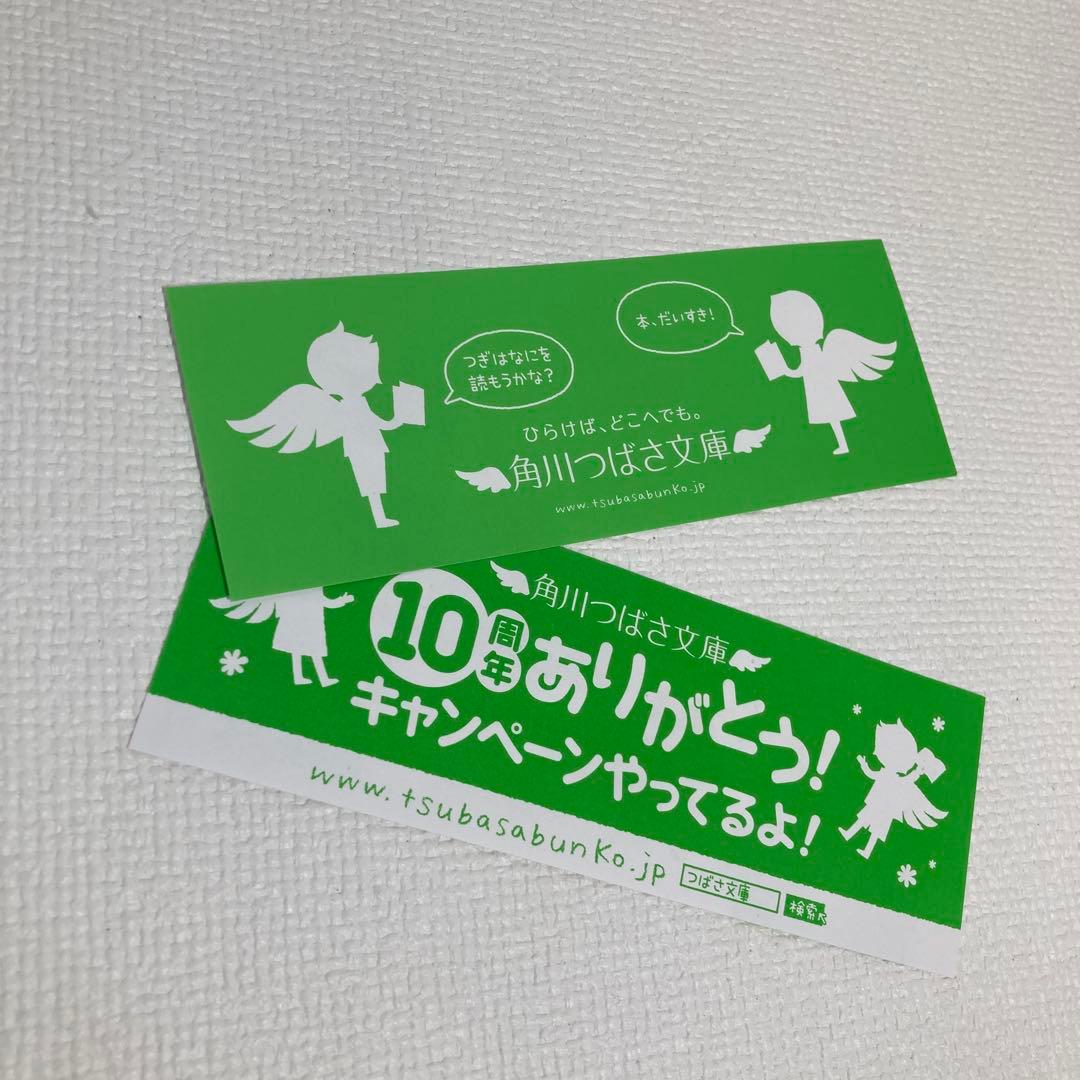 つぎはなにを
読もうかな?
本、だいすき!
ひらけば、どこへでも。
角川つばさ文庫
www.tsubasabunko.jp
角川つばさ文庫
10周年ありがとう!
キャンペーンやってるよ!
www.tsubasabunko.jp つばさ文庫 検索